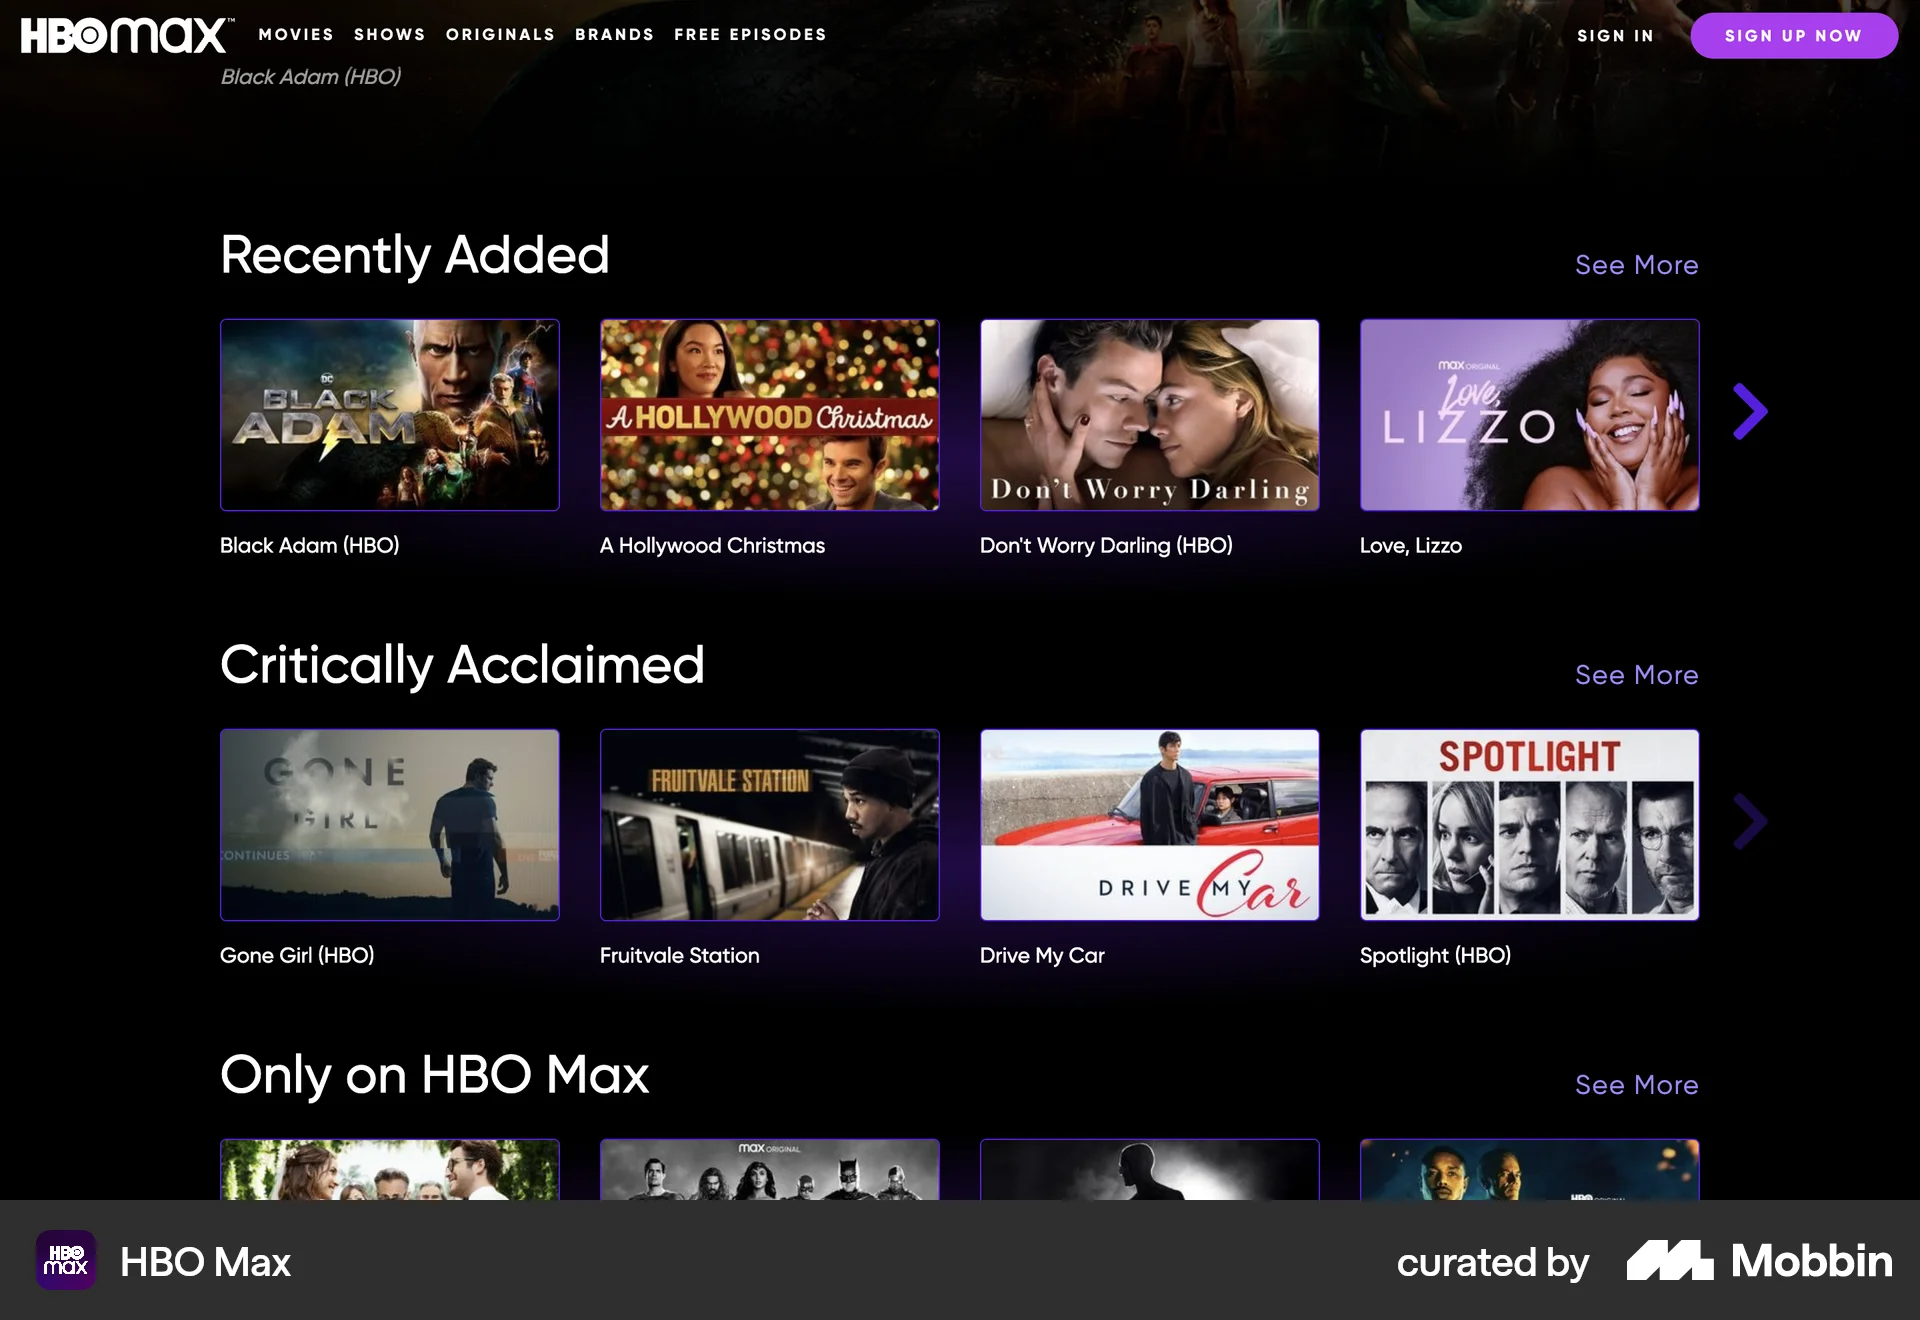 HBOMAX™ MOVIES SHOWS ORIGINALS BRANDS FREE EPISODES SIGN IN SIGN UP NOW
Black Adam (HBO)
Recently Added
See More
DC
BLACK
ADAM
A HOLLYWOOD Christmas
Don't Worry Darling
max ORIGINAL
Love,
LIZZO
Black Adam (HBO)
A Hollywood Christmas
Don't Worry Darling (HBO)
Love, Lizzo
Critically Acclaimed
See More
GONE
GIRL
CONTINUES
FRUITVALE STATION
DRIVE MY Car
SPOTLIGHT
Gone Girl (HBO)
Fruitvale Station
Drive My Car
Spotlight (HBO)
Only on HBO Max
See More
max ORIGINAL
HBO
HBO
max
HBO Max
curated by
Mobbin